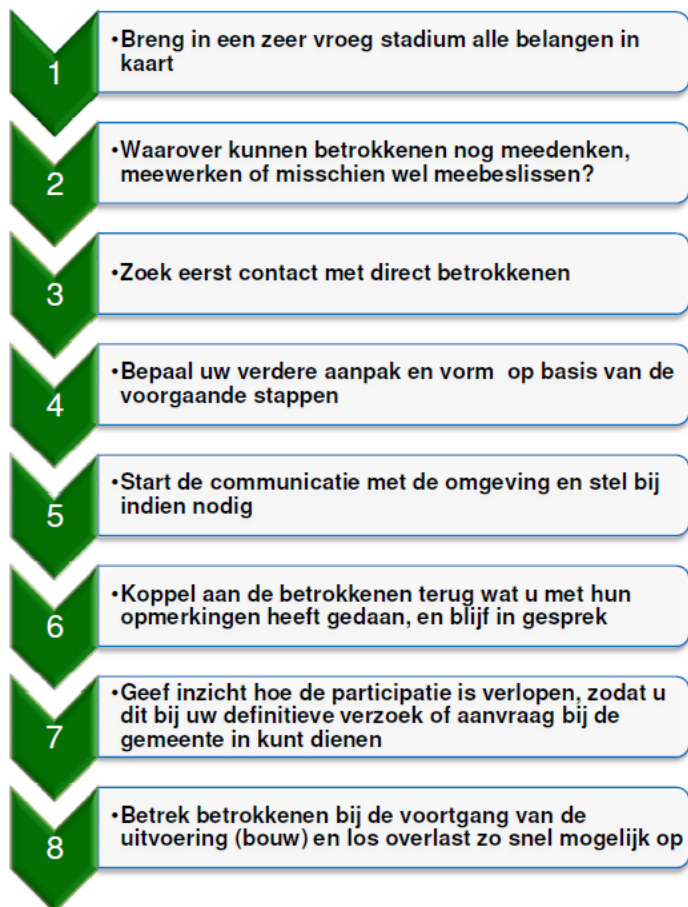 1
•Breng in een zeer vroeg stadium alle belangen in
kaart
2
•Waarover kunnen betrokkenen nog meedenken,
meewerken of misschien wel meebeslissen?
3
•Zoek eerst contact met direct betrokkenen
4
•Bepaal uw verdere aanpak en vorm  op basis van de
voorgaande stappen
5
•Start de communicatie met de omgeving en stel bij
indien nodig
6
•Koppel aan de betrokkenen terug wat u met hun
opmerkingen heeft gedaan, en blijf in gesprek
7
•Geef inzicht hoe de participatie is verlopen, zodat u
dit bij uw definitieve verzoek of aanvraag bij de
gemeente in kunt dienen
8
•Betrek betrokkenen bij de voortgang van de
uitvoering (bouw) en los overlast zo snel mogelijk op